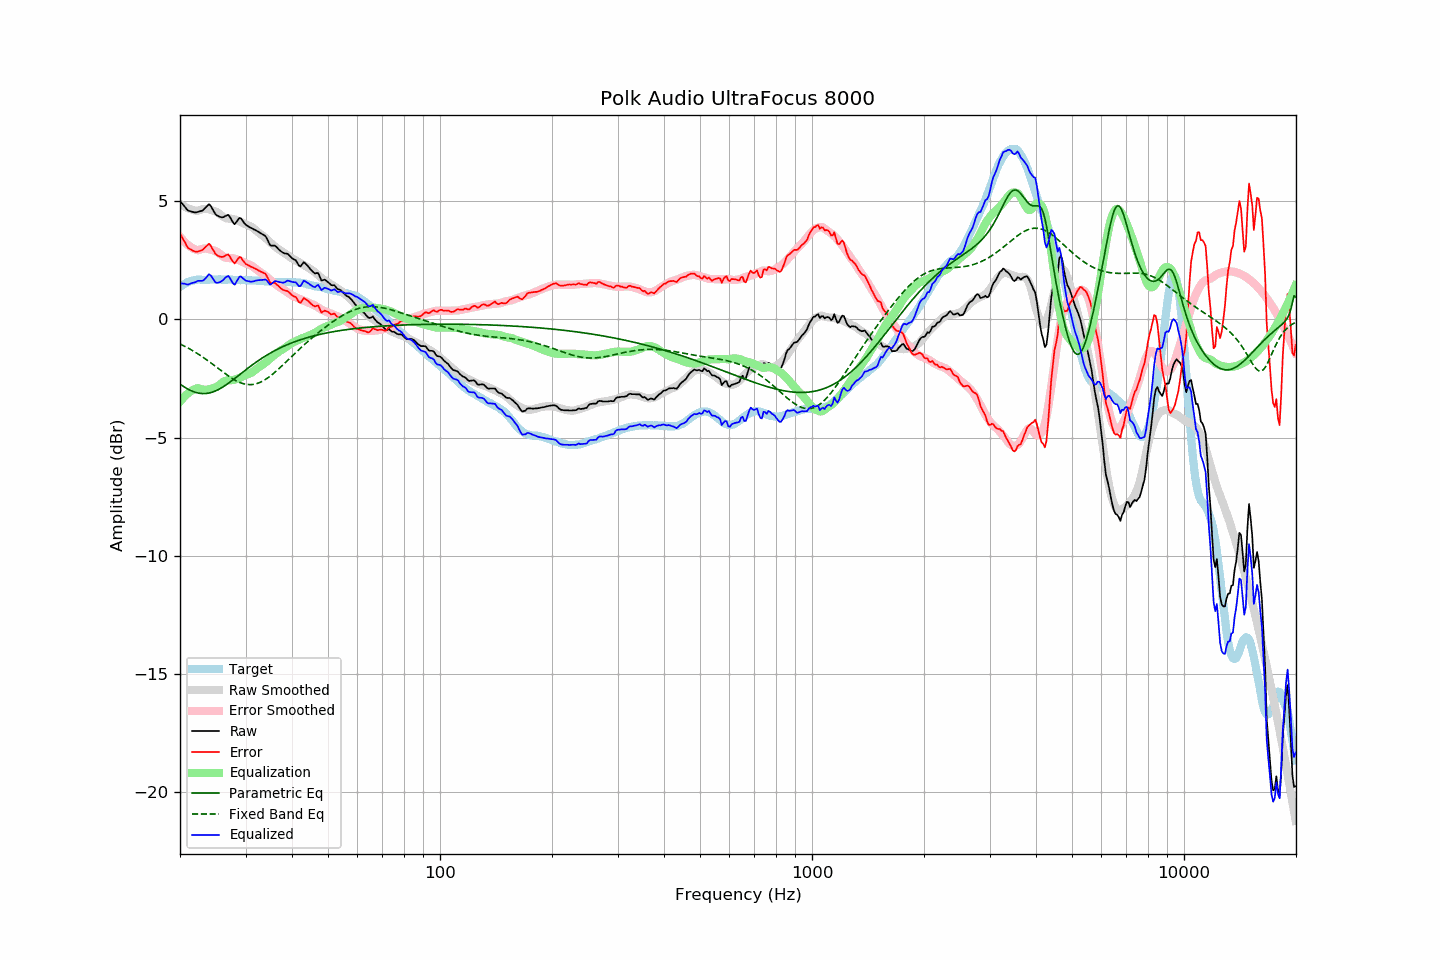 Polk Audio UltraFocus 8000
Amplitude (dBr)
5
0
−5
−10
−15
−20
Target
Raw Smoothed
Error Smoothed
Raw
Error
Equalization
Parametric Eq
Fixed Band Eq
Equalized
100
1000
10000
Frequency (Hz)